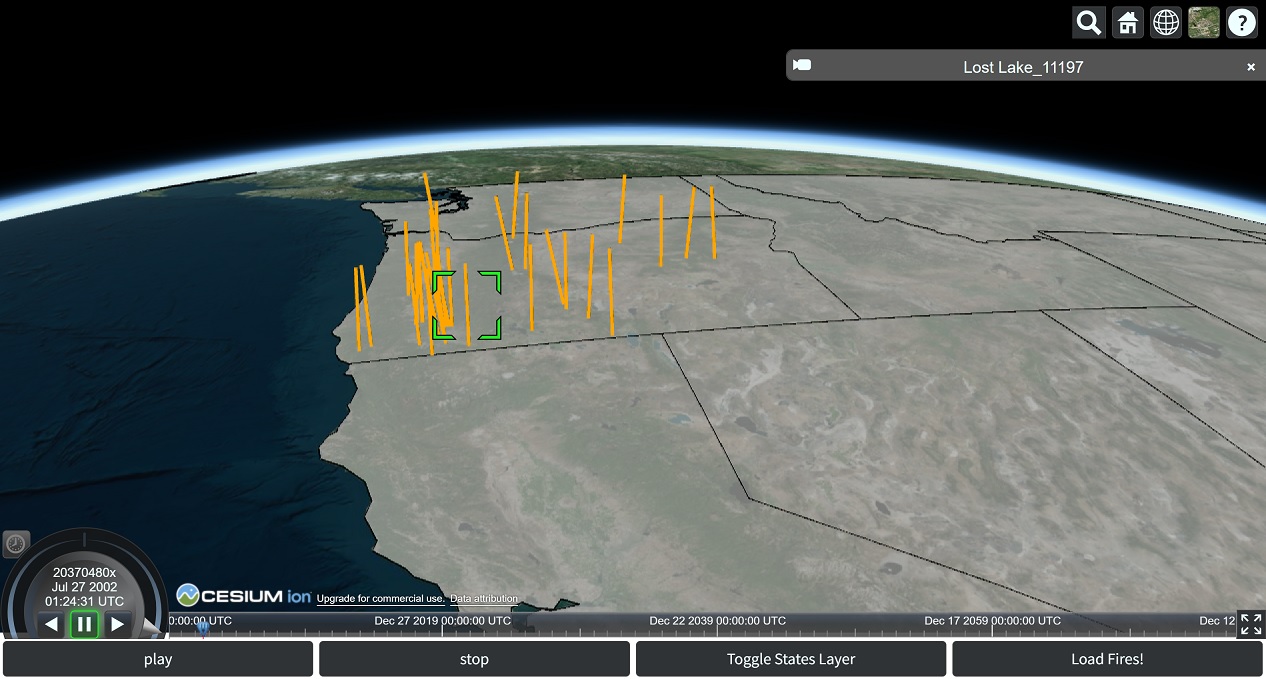 ?
Lost Lake_11197
×
20370480x
Jul 27 2002
01:24:31 UTC
CESIUM ion
Upgrade for commercial use. Data attribution
0:00:00 UTC
Dec 27 2019 00:00:00 UTC
Dec 22 2039 00:00:00 UTC
Dec 17 2059 00:00:00 UTC
Dec 12
play
stop
Toggle States Layer
Load Fires!